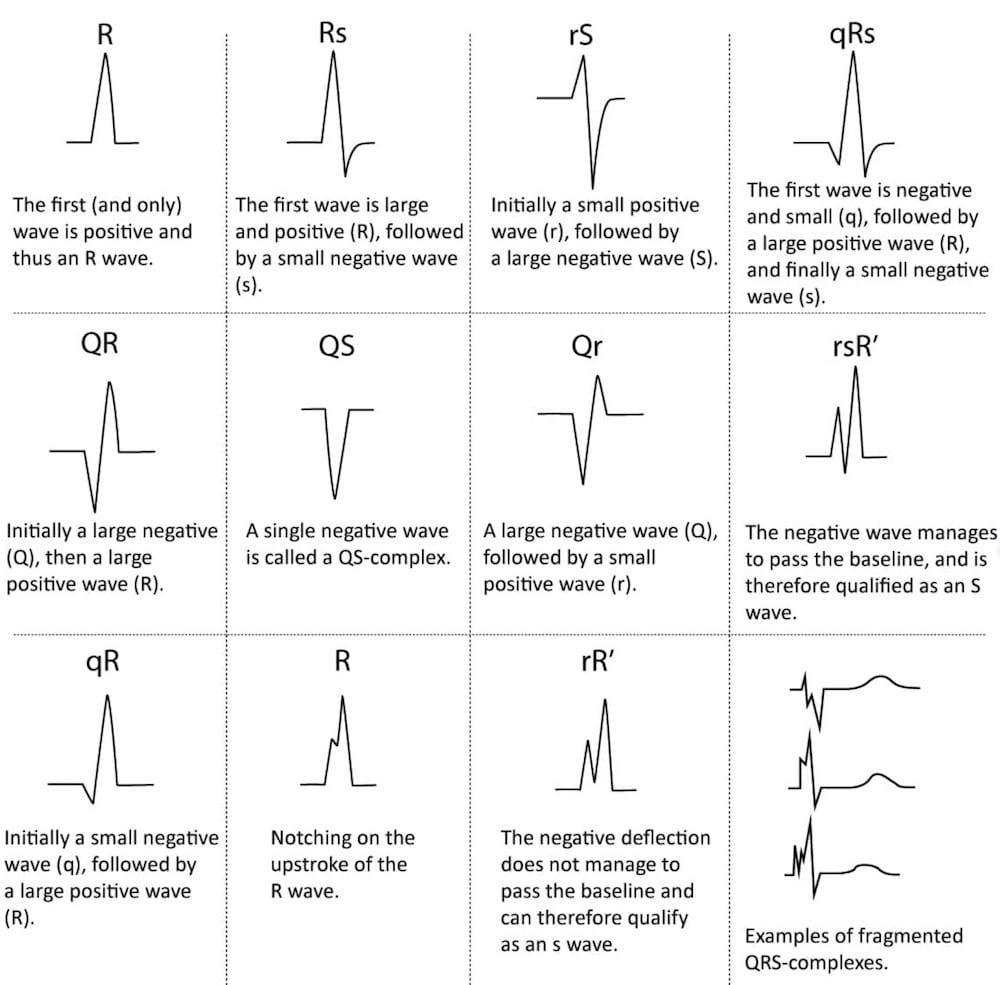 R
The first (and only)
wave is positive and
thus an R wave.
Rs
The first wave is large
and positive (R), followed
by a small negative wave
(s).
rS
Initially a small positive
wave (r), followed by
a large negative wave (S).
qRs
The first wave is negative
and small (q), followed by
a large positive wave (R),
and finally a small negative
wave (s).
QR
Initially a large negative
(Q), then a large
positive wave (R).
QS
A single negative wave
is called a QS-complex.
Qr
A large negative wave (Q),
followed by a small
positive wave (r).
rsR′
The negative wave manages
to pass the baseline, and is
therefore qualified as an S
wave.
qR
Initially a small negative
wave (q), followed by
a large positive wave
(R).
R
Notching on the
upstroke of the
R wave.
rR′
The negative deflection
does not manage to
pass the baseline and
can therefore qualify
as an s wave.
Examples of fragmented
QRS-complexes.